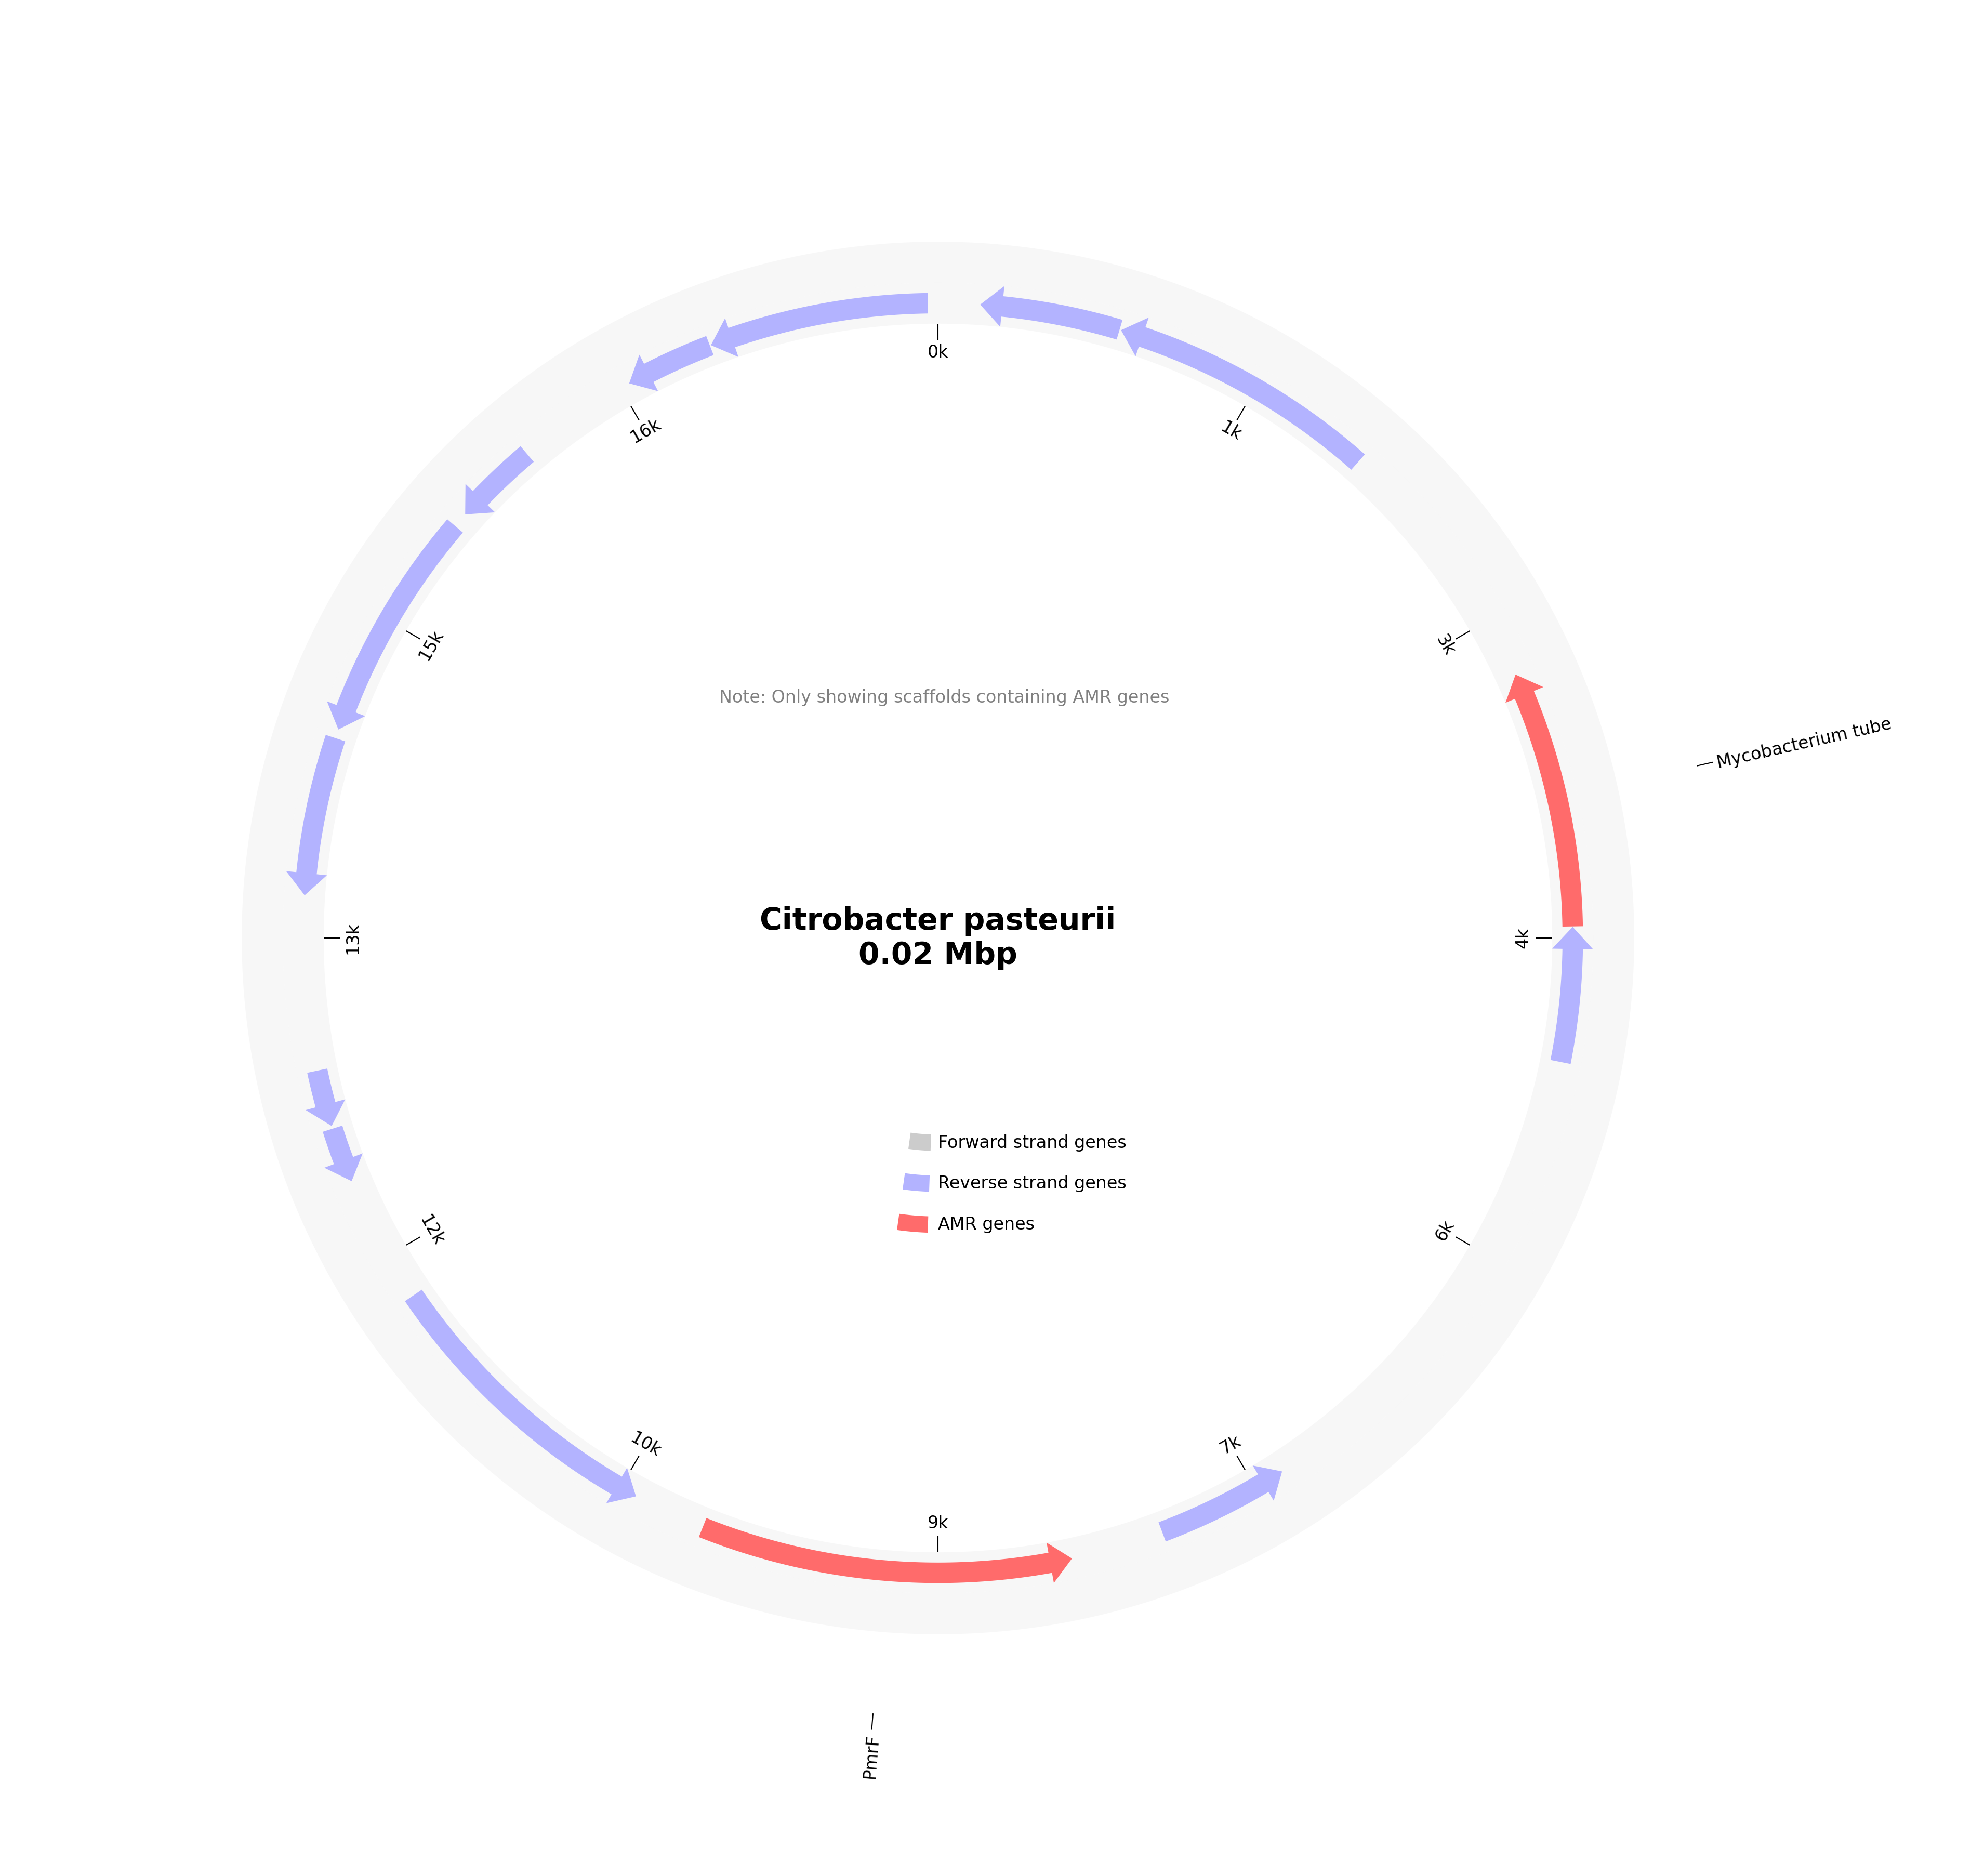 0k
1k
16k
3k
15k
Note: Only showing scaffolds containing AMR genes
Mycobacterium tube
Citrobacter pasteurii
0.02 Mbp
4k
13k
Forward strand genes
Reverse strand genes
AMR genes
6k
12k
7k
10k
9k
PmrF